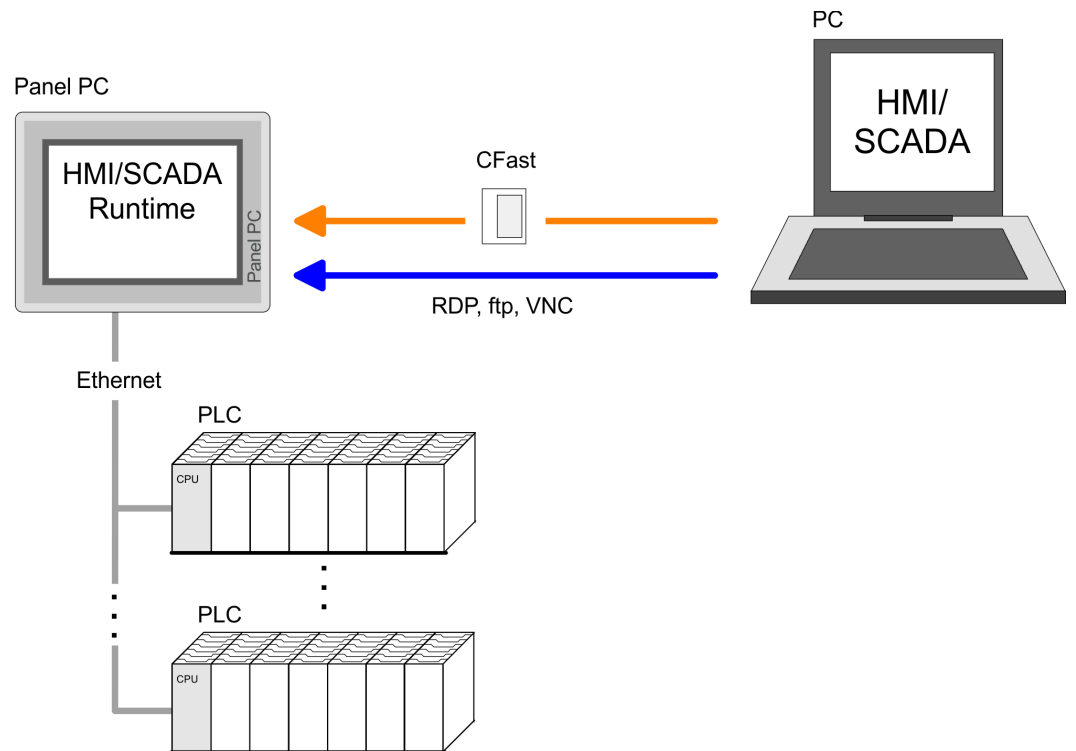 PC
Panel PC
HMI/SCADA
Runtime
Panel PC
CFast
HMI/
SCADA
RDP, ftp, VNC
Ethernet
PLC
CPU
PLC
CPU